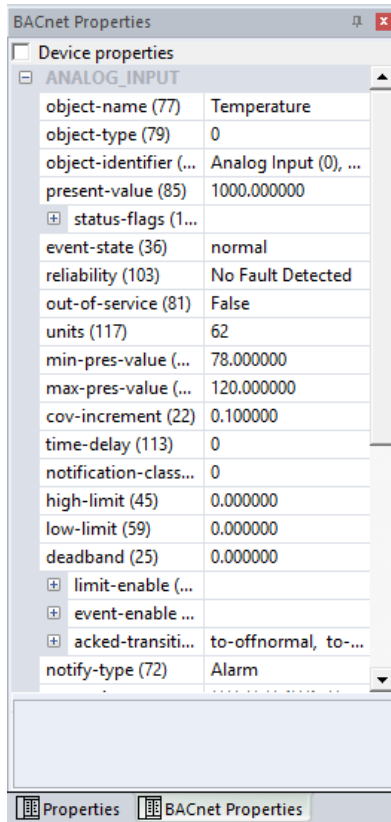 BACnet Properties
Device properties
ANALOG_INPUT
object-name (77) Temperature
object-type (79) 0
object-identifier (... Analog Input (0), ...
present-value (85) 1000.000000
status-flags (1...
event-state (36) normal
reliability (103) No Fault Detected
out-of-service (81) False
units (117) 62
min-pres-value (... 78.000000
max-pres-value (... 120.000000
cov-increment (22) 0.100000
time-delay (113) 0
notification-class... 0
high-limit (45) 0.000000
low-limit (59) 0.000000
deadband (25) 0.000000
limit-enable (...
event-enable ...
acked-transiti... to-offnormal, to-...
notify-type (72) Alarm
Properties BACnet Properties